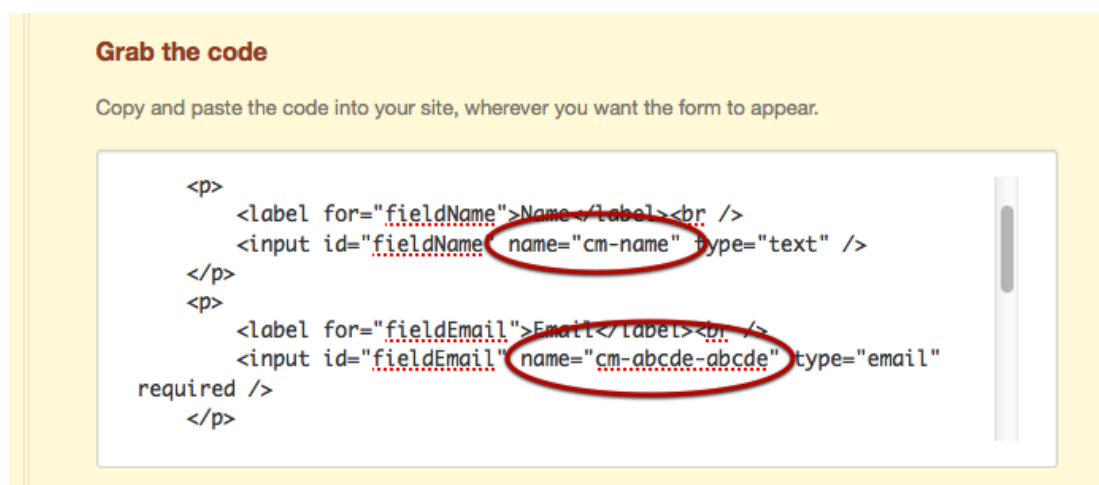 Grab the code
Copy and paste the code into your site, wherever you want the form to appear.
<p>
<label for="fieldName">Name</label><br />
<input id="fieldName" name="cm-name" type="text" />
</p>
<p>
<label for="fieldEmail">Email</label><br />
<input id="fieldEmail" name="cm-abcde-abcde" type="email"
required />
</p>